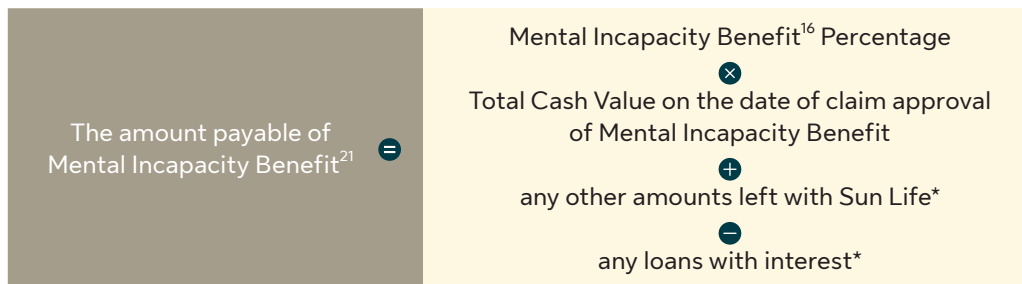 The amount payable of
Mental Incapacity Benefit21
=
Mental Incapacity Benefit16 Percentage
×
Total Cash Value on the date of claim approval
of Mental Incapacity Benefit
+
any other amounts left with Sun Life*
−
any loans with interest*